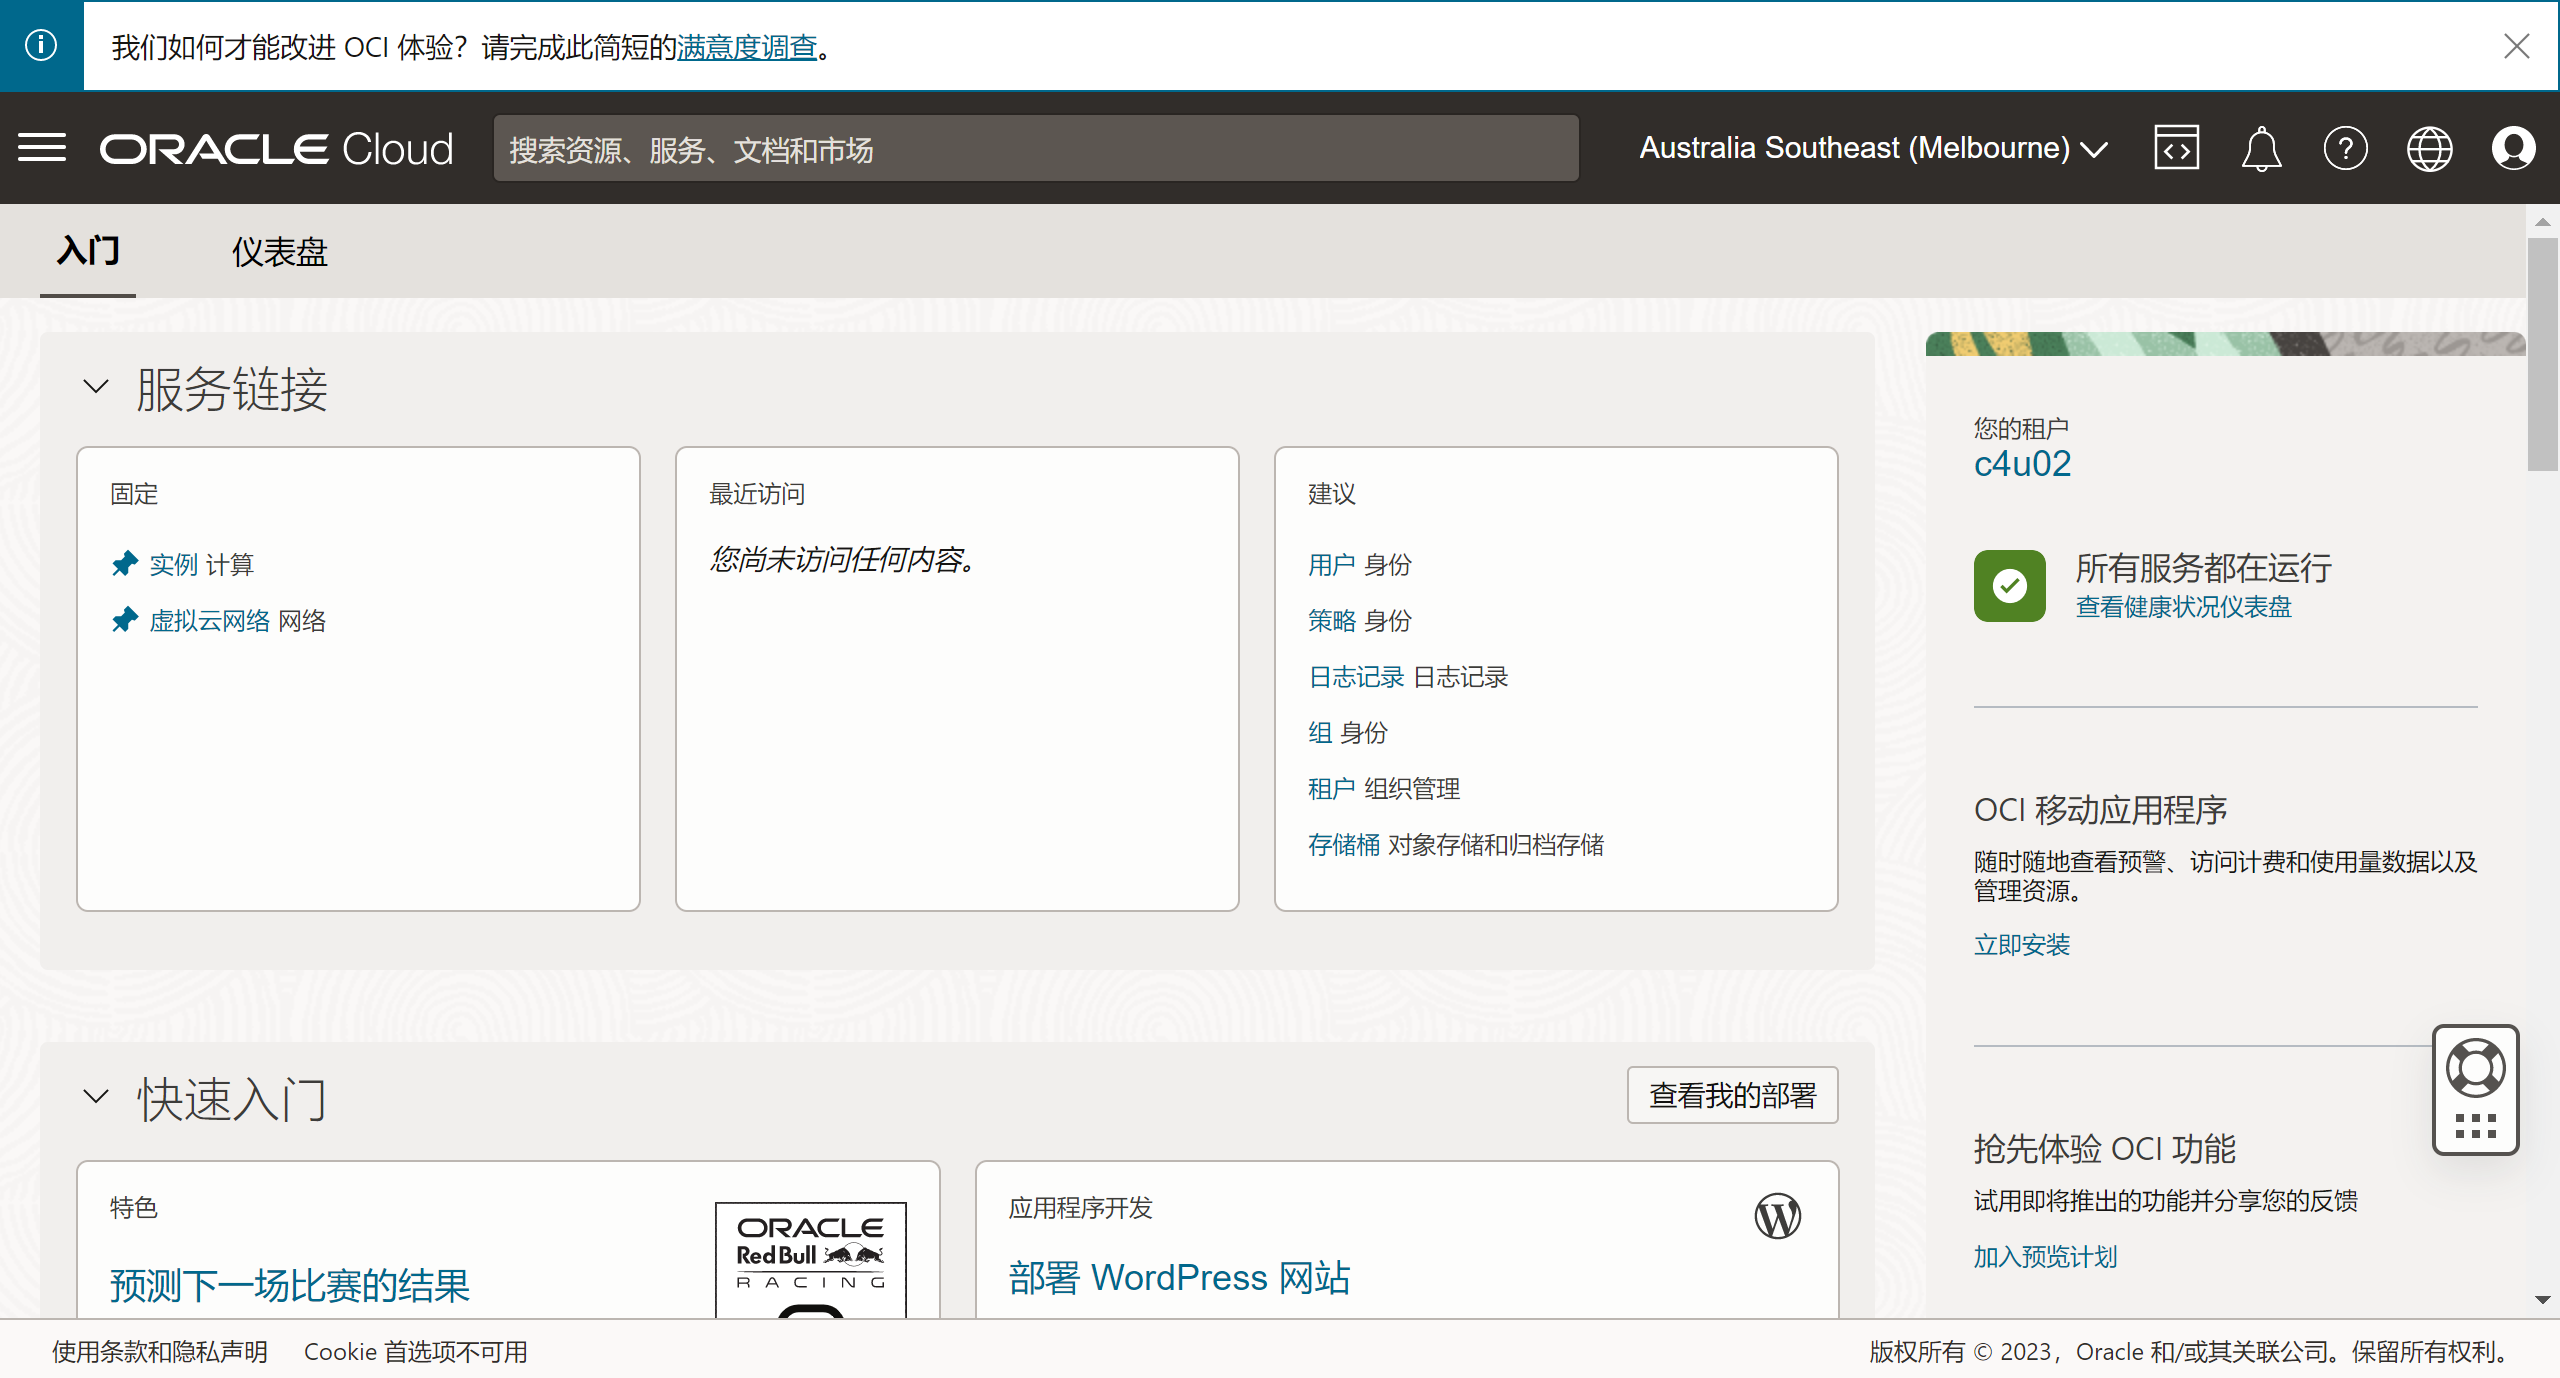 我们如何才能改进 OCI 体验？请完成此简短的满意度调查。
ORACLE Cloud
搜索资源、服务、文档和市场
Australia Southeast (Melbourne)
入门
仪表盘
服务链接
固定
实例 计算
虚拟云网络 网络
最近访问
您尚未访问任何内容。
建议
用户 身份
策略 身份
日志记录 日志记录
组 身份
租户 组织管理
存储桶 对象存储和归档存储
您的租户
c4u02
所有服务都在运行
查看健康状况仪表盘
OCI 移动应用程序
随时随地查看预警、访问计费和使用量数据以及
管理资源。
立即安装
抢先体验 OCI 功能
试用即将推出的功能并分享您的反馈
加入预览计划
快速入门
查看我的部署
特色
预测下一场比赛的结果
ORACLE
Red Bull
RACING
应用程序开发
部署 WordPress 网站
使用条款和隐私声明
Cookie 首选项不可用
版权所有 © 2023，Oracle 和/或其关联公司。保留所有权利。